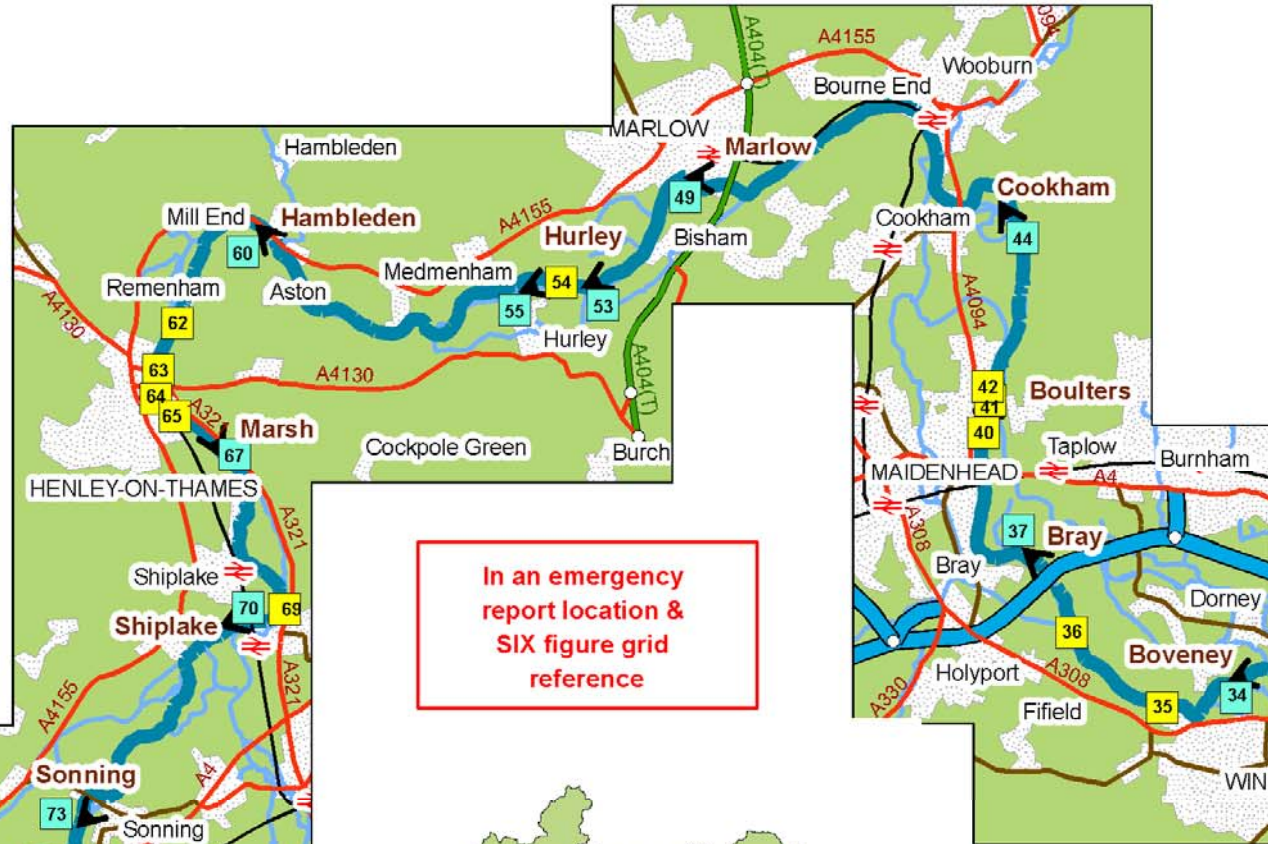 A404(T)
A4155
094
Wooburn
Bourne End
MARLOW
Marlow
Hambleden
49
Cookham
A4155
Mill End
Hambleden
Hurley
Bisham
Cookham
44
60
Medmenham
54
Remenham
Aston
55
53
A4130
62
Hurley
A4094
63
A4130
A404(T)
42
Boulters
64
41
65
A321
Marsh
40
67
Cockpole Green
Burch
Taplow
Burnham
HENLEY-ON-THAMES
MAIDENHEAD
A4
A321
A308
37
Bray
In an emergency
report location &
SIX figure grid
reference
Shiplake
Bray
70
69
Dorney
Shiplake
36
Boveney
A321
Holyport
A308
34
A4155
A330
Fifield
35
Sonning
A4
WIN
73
Sonning